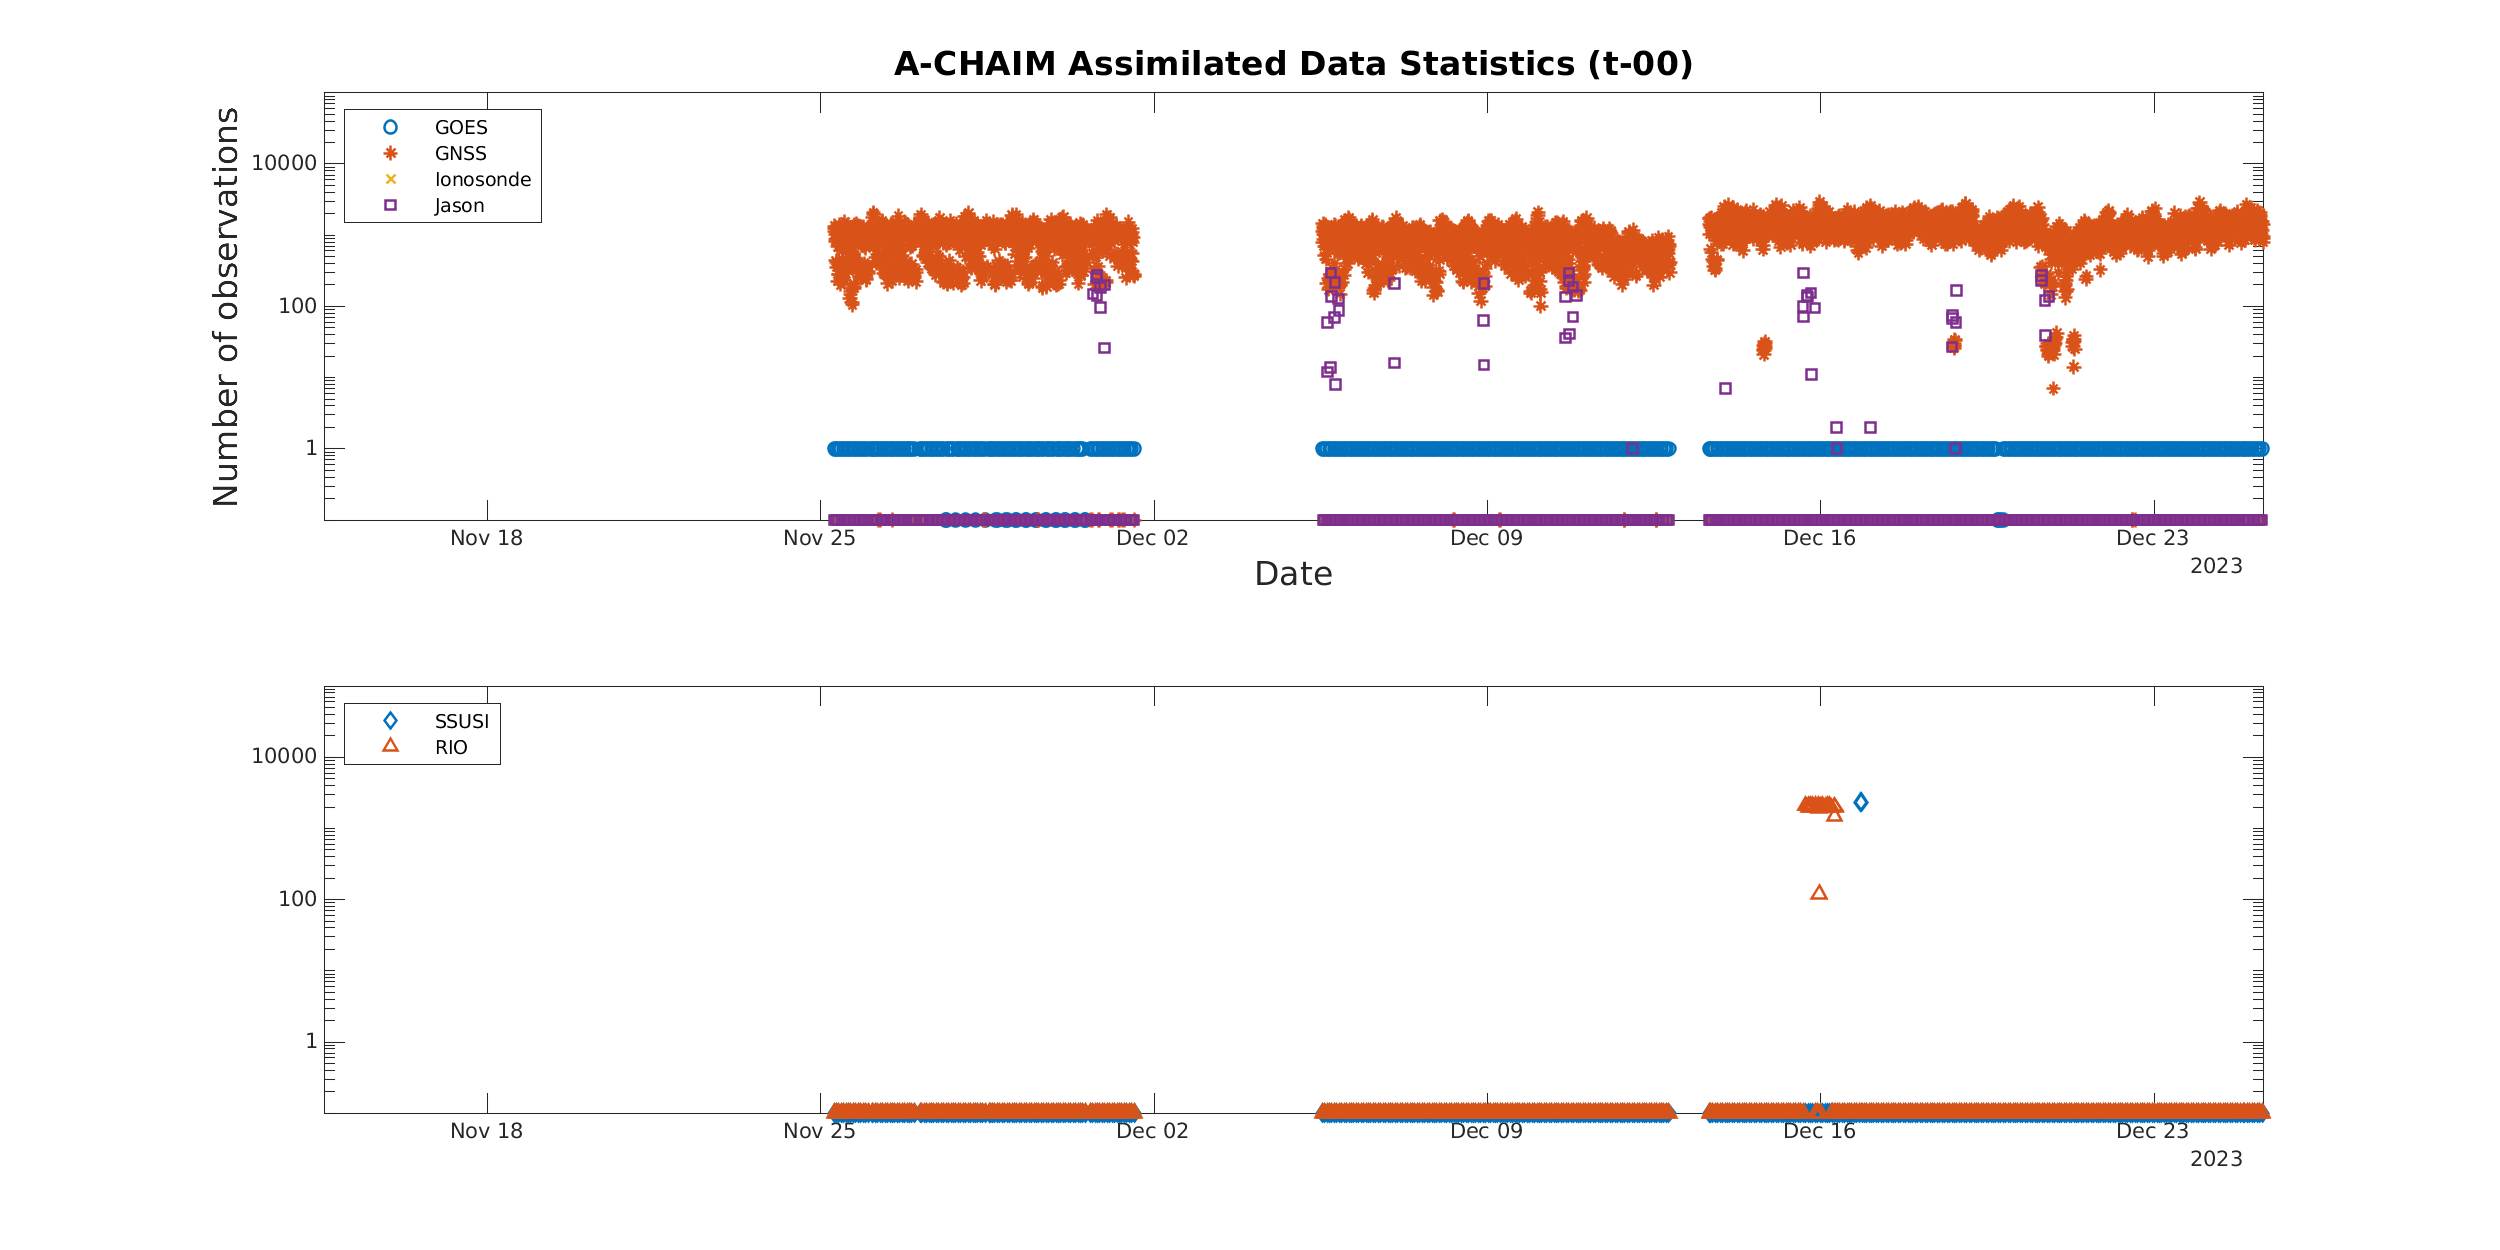 A-CHAIM Assimilated Data Statistics (t-00)
Number of observations
10000
100
1
GOES
GNSS
Ionosonde
Jason
Nov 18
Nov 25
Dec 02
Dec 09
Dec 16
Dec 23
2023
Date
10000
100
1
SSUSI
RIO
Nov 18
Nov 25
Dec 02
Dec 09
Dec 16
Dec 23
2023